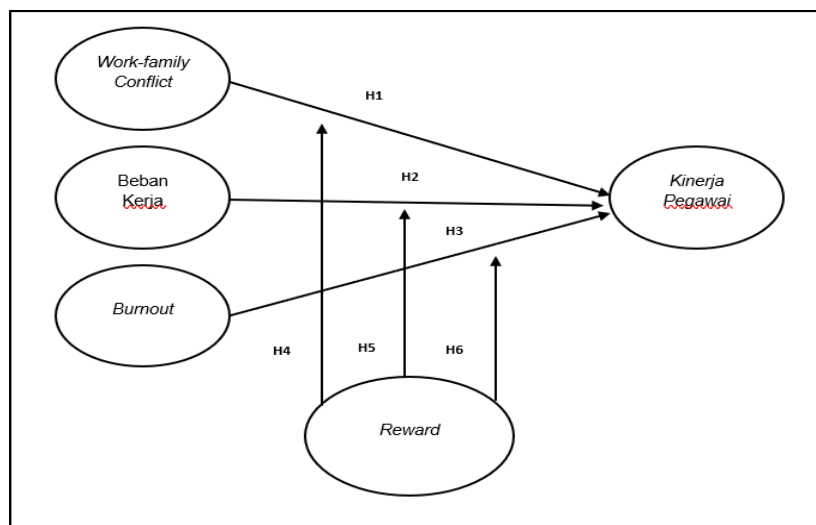 Work-family
Conflict
H1
Beban
Kerja
H2
Kinerja
Pegawai
H3
Burnout
H4
H5
H6
Reward